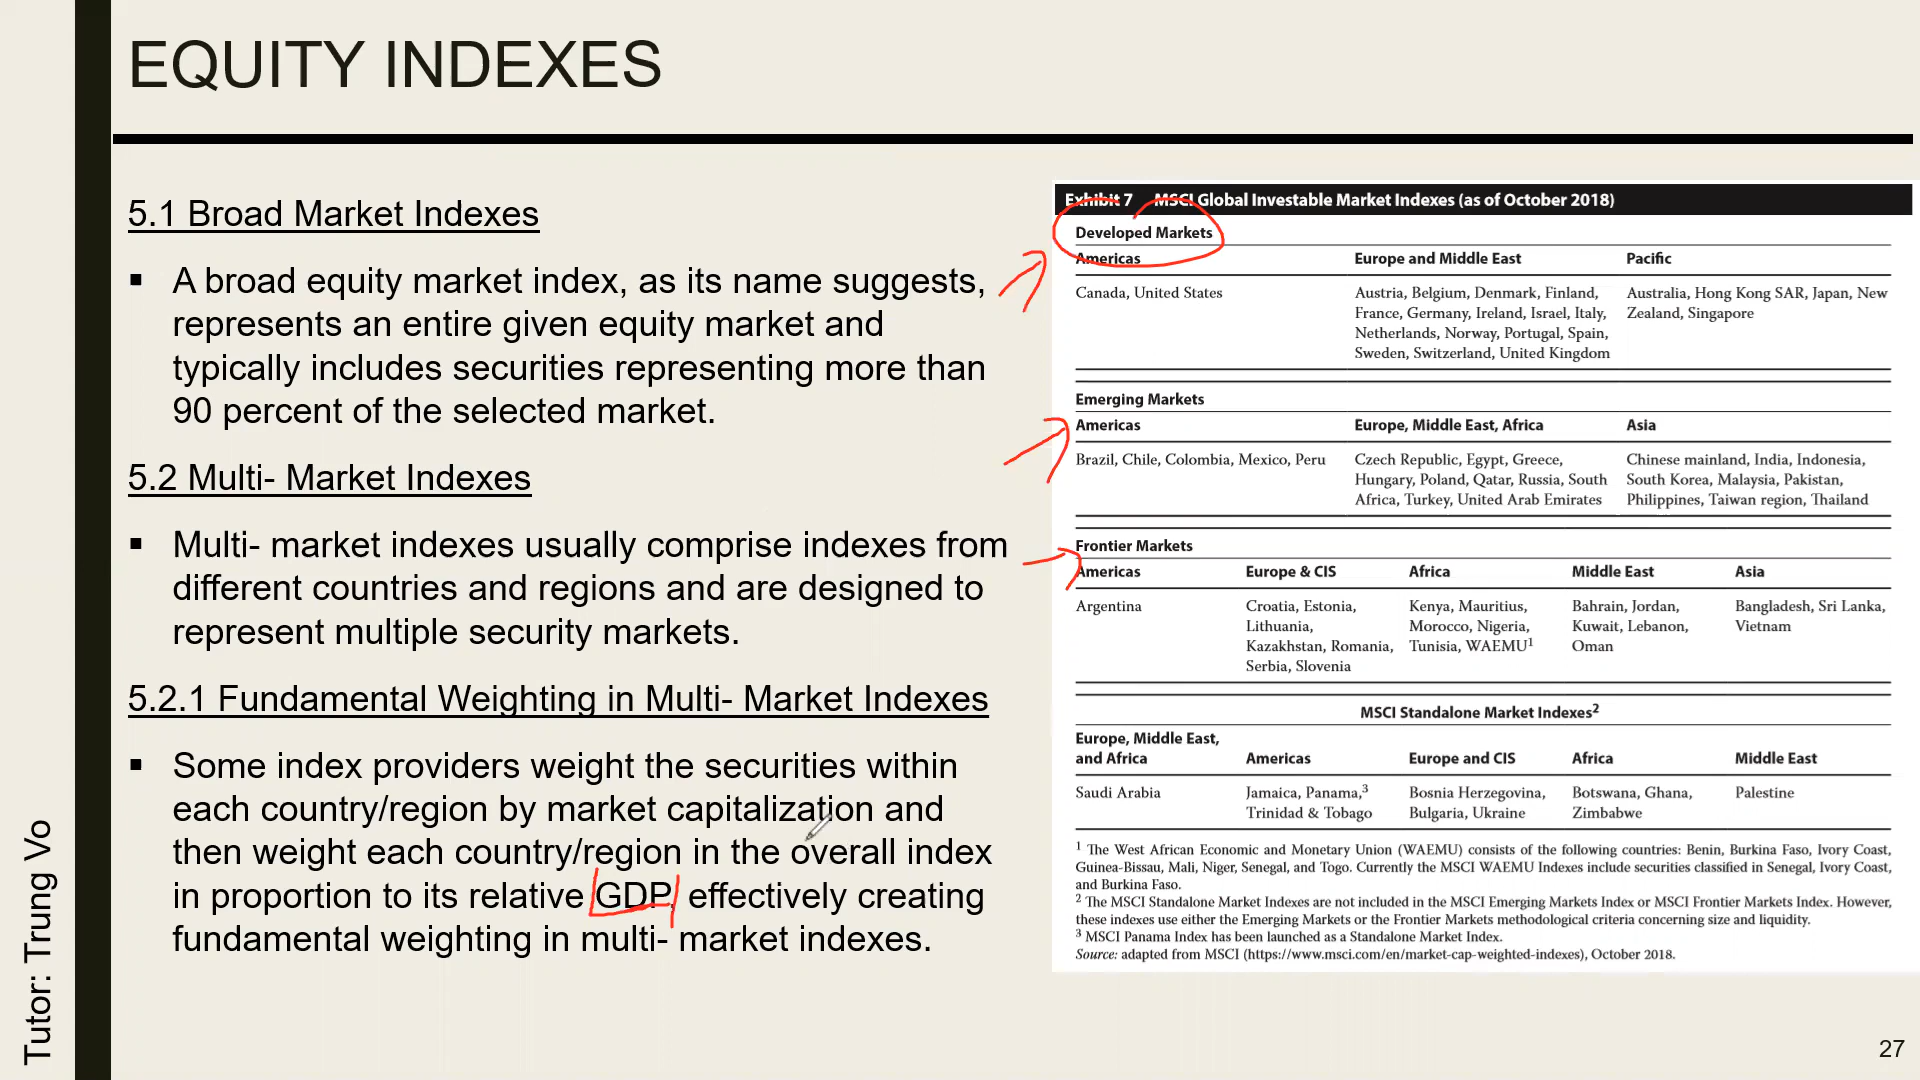 EQUITY INDEXES
5.1 Broad Market Indexes
▪ A broad equity market index, as its name suggests,
represents an entire given equity market and
typically includes securities representing more than
90 percent of the selected market.
5.2 Multi- Market Indexes
▪ Multi- market indexes usually comprise indexes from
different countries and regions and are designed to
represent multiple security markets.
5.2.1 Fundamental Weighting in Multi- Market Indexes
▪ Some index providers weight the securities within
each country/region by market capitalization and
then weight each country/region in the overall index
in proportion to its relative GDP, effectively creating
fundamental weighting in multi- market indexes.
Exhibit 7 MSCI Global Investable Market Indexes (as of October 2018)
Developed Markets
Americas Europe and Middle East Pacific
Canada, United States Austria, Belgium, Denmark, Finland, Australia, Hong Kong SAR, Japan, New
France, Germany, Ireland, Israel, Italy, Zealand, Singapore
Netherlands, Norway, Portugal, Spain,
Sweden, Switzerland, United Kingdom
Emerging Markets
Americas Europe, Middle East, Africa Asia
Brazil, Chile, Colombia, Mexico, Peru Czech Republic, Egypt, Greece, Chinese mainland, India, Indonesia,
Hungary, Poland, Qatar, Russia, South South Korea, Malaysia, Pakistan,
Africa, Turkey, United Arab Emirates Philippines, Taiwan region, Thailand
Frontier Markets
Americas Europe & CIS Africa Middle East Asia
Argentina Croatia, Estonia, Kenya, Mauritius, Bahrain, Jordan, Bangladesh, Sri Lanka,
Lithuania, Morocco, Nigeria, Kuwait, Lebanon, Vietnam
Kazakhstan, Romania, Tunisia, WAEMU¹ Oman
Serbia, Slovenia
MSCI Standalone Market Indexes²
Europe, Middle East,
and Africa Americas Europe and CIS Africa Middle East
Saudi Arabia Jamaica, Panama,³ Bosnia Herzegovina, Botswana, Ghana, Palestine
Trinidad & Tobago Bulgaria, Ukraine Zimbabwe
¹ The West African Economic and Monetary Union (WAEMU) consists of the following countries: Benin, Burkina Faso, Ivory Coast,
Guinea-Bissau, Mali, Niger, Senegal, and Togo. Currently the MSCI WAEMU Indexes include securities classified in Senegal, Ivory Coast,
and Burkina Faso.
² The MSCI Standalone Market Indexes are not included in the MSCI Emerging Markets Index or MSCI Frontier Markets Index. However,
these indexes use either the Emerging Markets or the Frontier Markets methodological criteria concerning size and liquidity.
³ MSCI Panama Index has been launched as a Standalone Market Index.
Source: adapted from MSCI (https://www.msci.com/en/market-cap-weighted-indexes), October 2018.
Tutor: Trung Vo
27